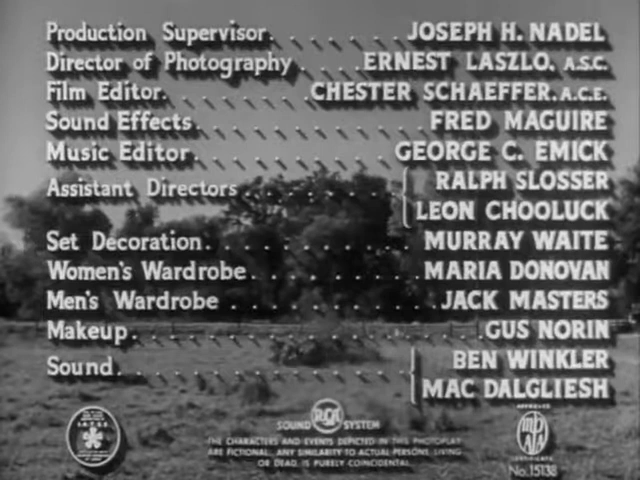 Production Supervisor. . . . . . . JOSEPH H. NADEL
Director of Photography . . . . ERNEST LASZLO. A.S.C.
Film Editor. . . . . . . . . CHESTER SCHAEFFER. A.C.E.
Sound Effects. . . . . . . . . . . . . FRED MAGUIRE
Music Editor. . . . . . . . . . . GEORGE C. EMICK
Assistant Directors. . . . . . . . . RALPH SLOSSER
LEON CHOOLUCK
Set Decoration. . . . . . . . . . . . MURRAY WAITE
Women's Wardrobe. . . . . . . . . MARIA DONOVAN
Men's Wardrobe . . . . . . . . . . . JACK MASTERS
Makeup. . . . . . . . . . . . . . . . . . GUS NORIN
Sound. . . . . . . . . . . . . . . . . BEN WINKLER
MAC DALGLIESH
I.A.T.S.E.
SOUND RCA SYSTEM
THE CHARACTERS AND EVENTS DEPICTED IN THIS PHOTOPLAY
ARE FICTIONAL. ANY SIMILARITY TO ACTUAL PERSONS, LIVING
OR DEAD, IS PURELY COINCIDENTAL.
APPROVED
MPAA
CERTIFICATE
No. 15138